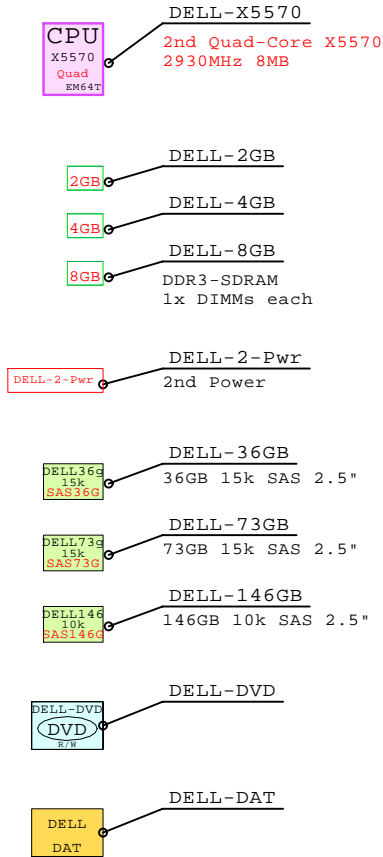 DELL-X5570
CPU
X5570
Quad
EM64T
2nd Quad-Core X5570
2930MHz 8MB
DELL-2GB
2GB
DELL-4GB
4GB
DELL-8GB
8GB
DDR3-SDRAM
1x DIMMs each
DELL-2-Pwr
DELL-2-Pwr
2nd Power
DELL-36GB
DELL36g
15k
SAS36G
36GB 15k SAS 2.5"
DELL-73GB
DELL73g
15k
SAS73G
73GB 15k SAS 2.5"
DELL-146GB
DELL146
10k
SAS146G
146GB 10k SAS 2.5"
DELL-DVD
DELL-DVD
DVD
R/W
DELL-DAT
DELL
DAT